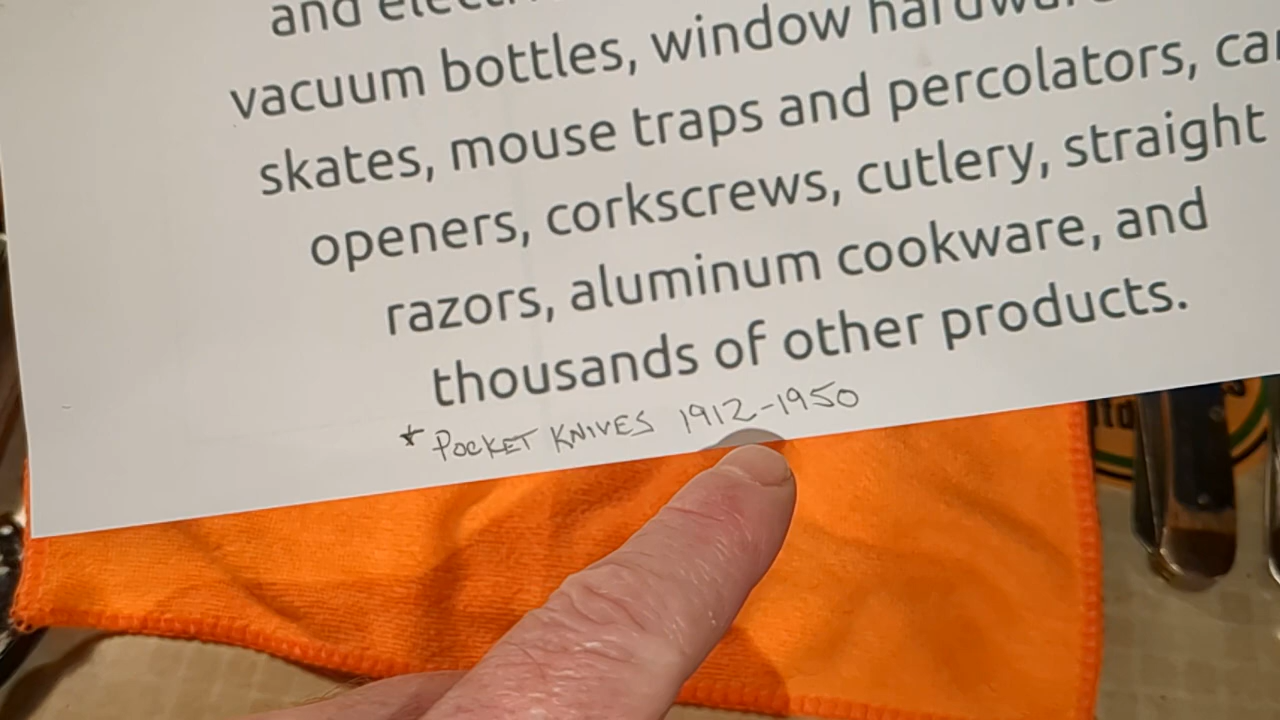 and
vacuum bottles, window
skates, mouse traps and percolators,
openers, corkscrews, cutlery, straight
razors, aluminum cookware, and
thousands of other products.
* POCKET KNIVES 1912-1950